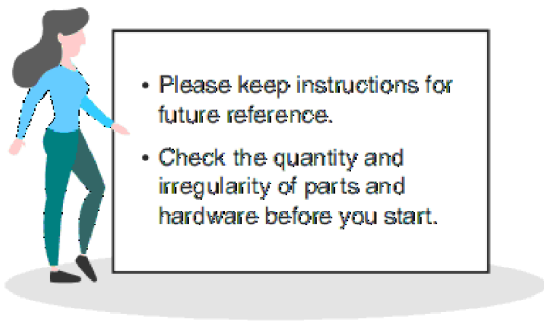 • Please keep instructions for
future reference.
• Check the quantity and
irregularity of parts and
hardware before you start.